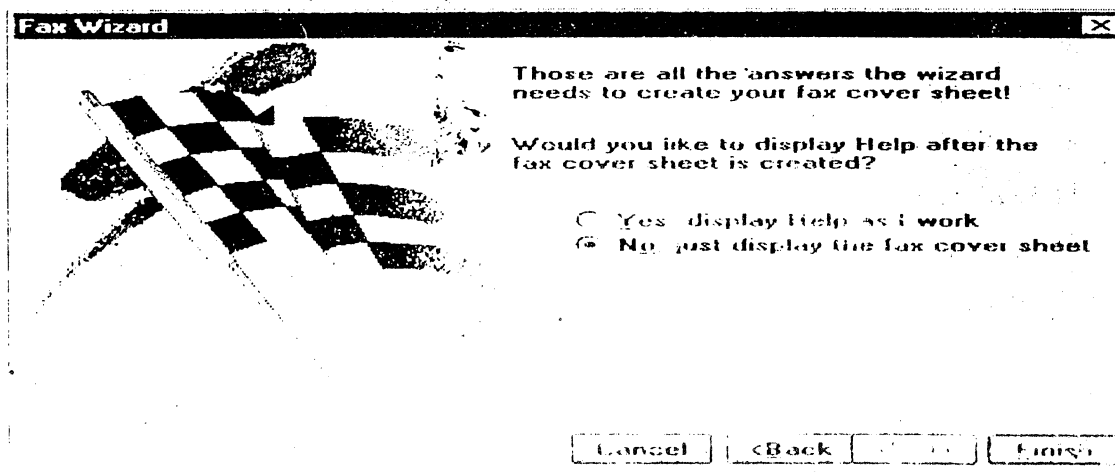 Fax Wizard
Those are all the answers the wizard
needs to create your fax cover sheet!
Would you like to display Help after the
fax cover sheet is created?
Yes, display Help as I work
No, just display the fax cover sheet
Cancel
<Back
Finish